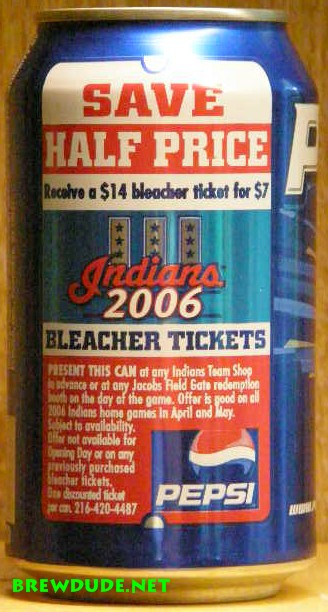 SAVE
HALF PRICE
Receive a $14 bleacher ticket for $7
Indians
2006
BLEACHER TICKETS
PRESENT THIS CAN at any Indians Team Shop
in advance or at any Jacobs Field Gate redemption
booth on the day of the game. Offer is good on all
2006 Indians home games in April and May.
Subject to availability.
Offer not available for
Opening Day or on any
previously purchased
bleacher tickets.
One discounted ticket
per can. 216-420-4487
PEPSI
P
www.
BREWDUDE.NET